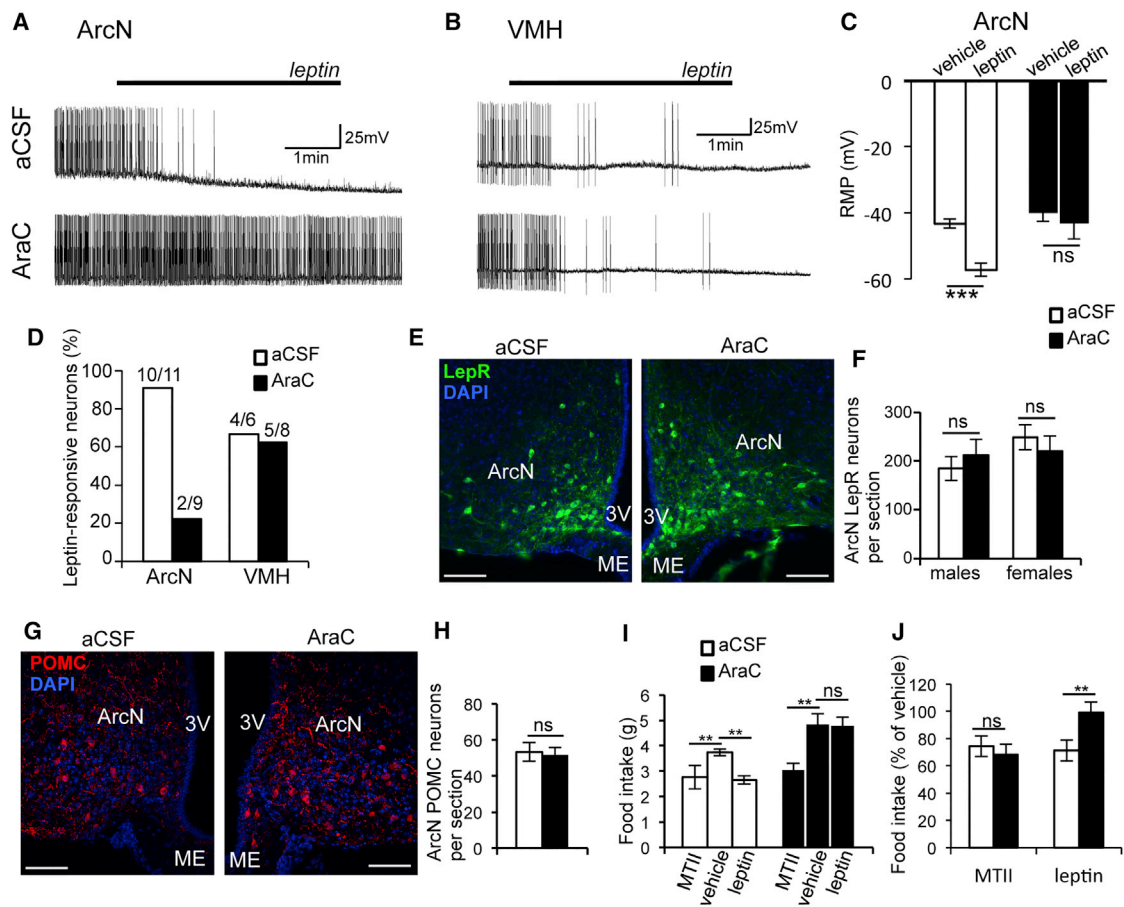 A ArcN
leptin
aCSF
25mV
1min
AraC
B VMH
leptin
25mV
1min
C ArcN
vehicle
leptin
vehicle
leptin
0
-20
-40
-60
RMP (mV)
***
ns
aCSF
AraC
D
aCSF
AraC
Leptin-responsive neurons (%)
100
80
60
40
20
0
10/11
2/9
4/6
5/8
ArcN
VMH
E
aCSF
AraC
LepR
DAPI
ArcN
ArcN
3V
3V
ME
ME
F
ArcN LepR neurons
per section
300
200
100
0
ns
ns
males
females
G
aCSF
AraC
POMC
DAPI
ArcN
3V
3V
ArcN
ME
ME
H
ArcN POMC neurons
per section
80
60
40
20
0
ns
I
aCSF
AraC
Food intake (g)
6
5
4
3
2
1
0
**
**
**
ns
MTII
vehicle
leptin
MTII
vehicle
leptin
J
Food intake (% of vehicle)
120
100
80
60
40
20
0
ns
**
MTII
leptin